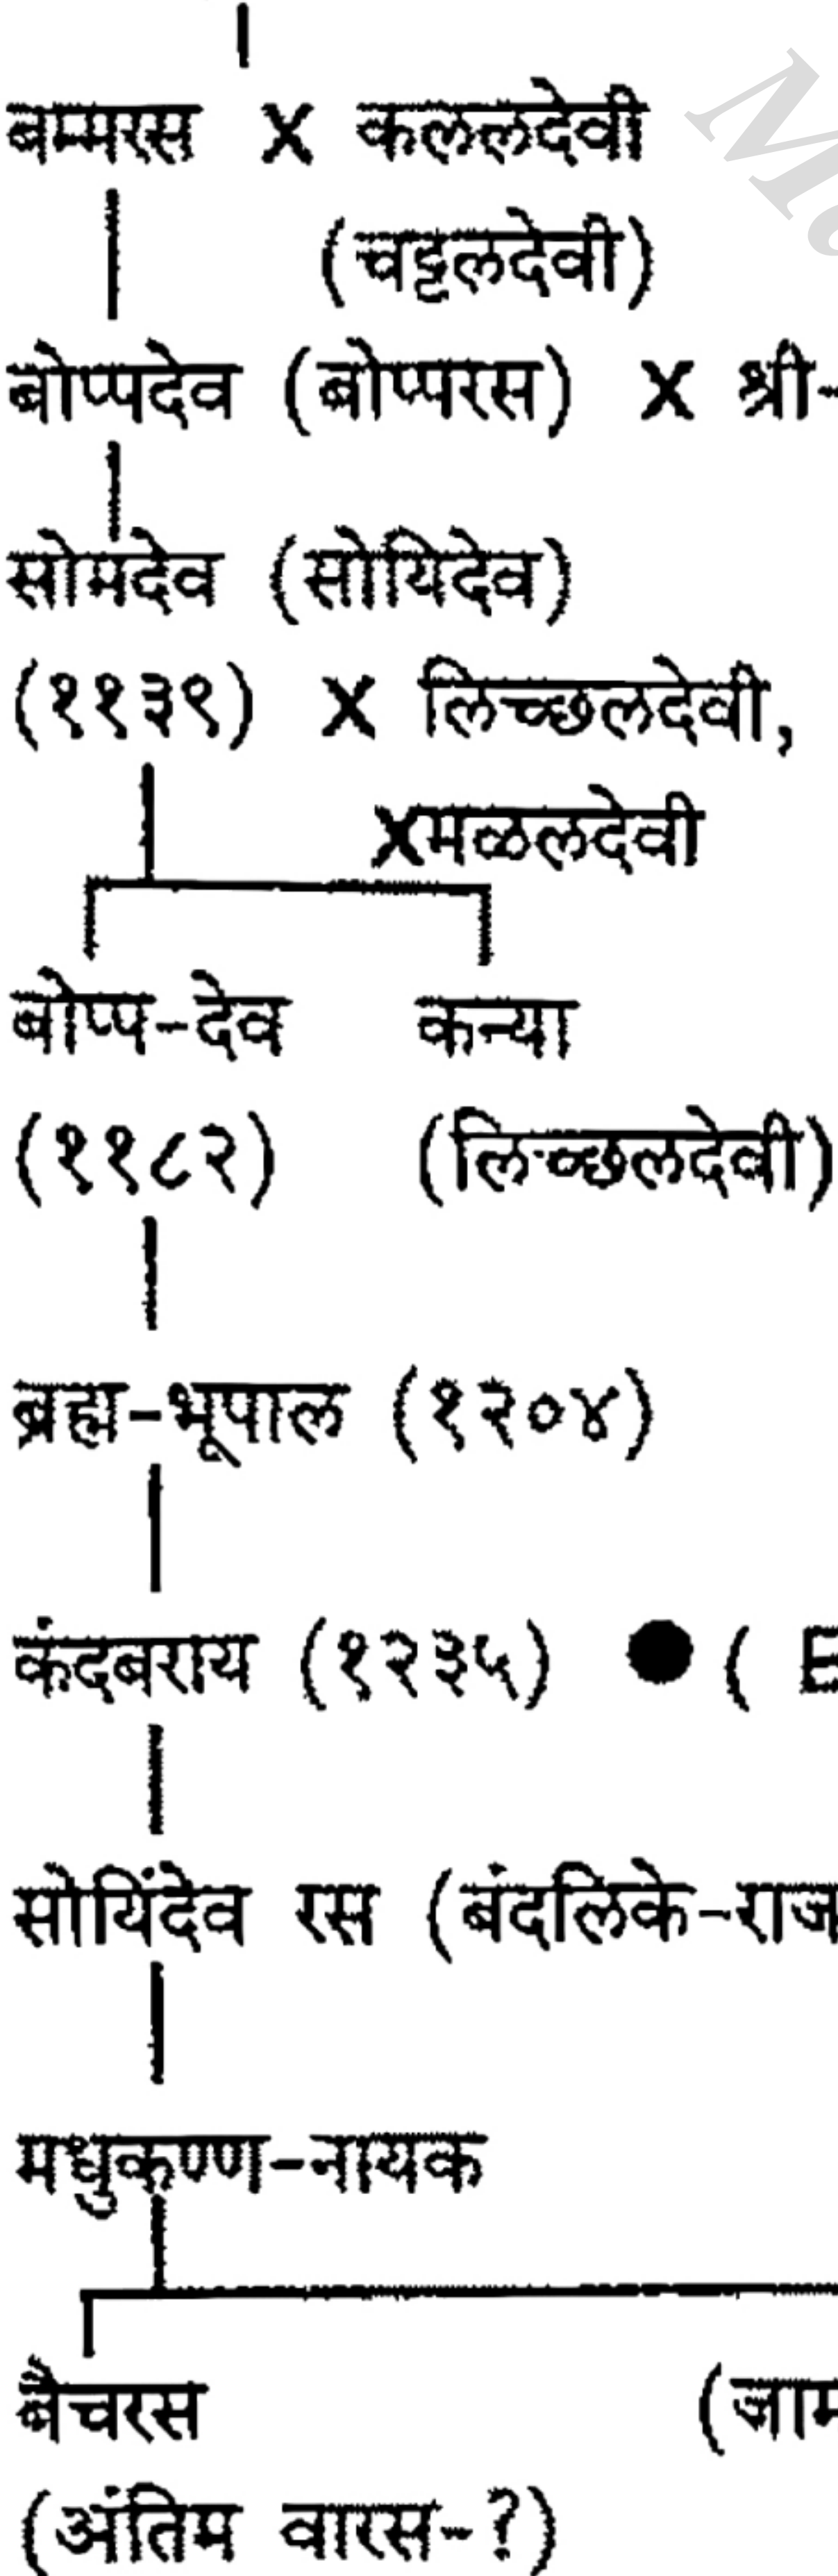 बम्मरस X कललदेवी
(चट्टलदेवी)
बोप्पदेव (बोप्परस) X श्री-
सोमदेव (सोयिदेव)
(११३९) X लिच्छलदेवी,
Xमळलदेवी
बोप्प-देव कन्या
(११८२) (लिच्छलदेवी)
ब्रह्म-भूपाल (१२०४)
कंदबराय (१२३५) ● (
सोयिंदेव रस (बंदलिके-राज
मधुकण्ण-नायक
बैचरस
(अंतिम वारस-?)